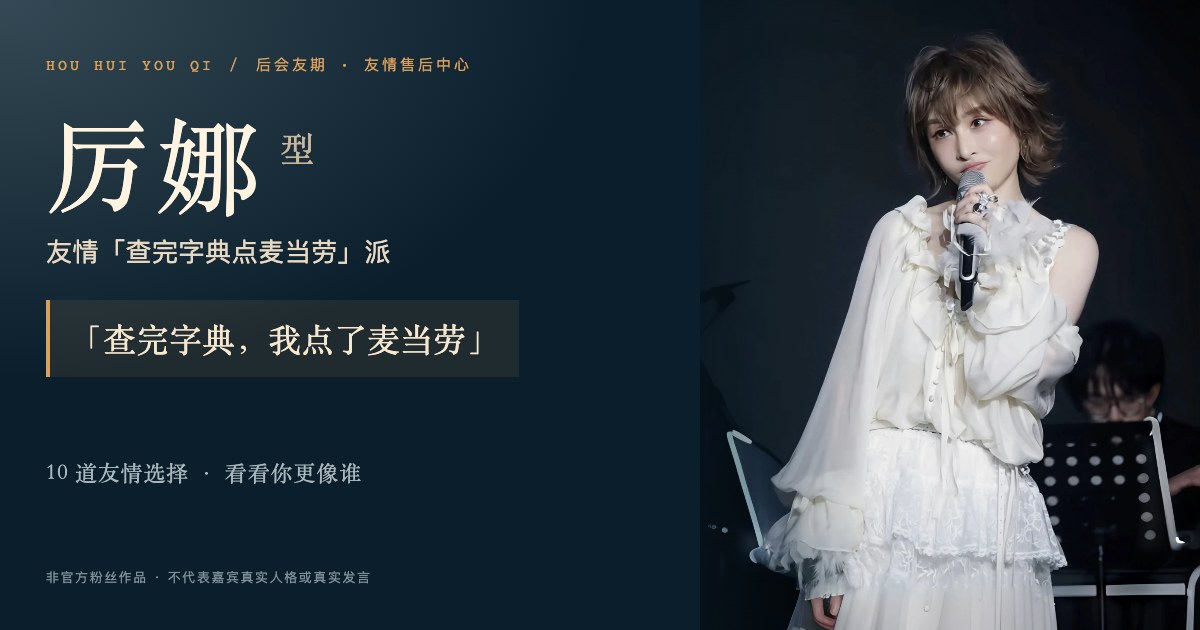 HOU HUI YOU QI / 后会友期 · 友情售后中心
厉娜 型
友情「查完字典点麦当劳」派
「查完字典，我点了麦当劳」
10 道友情选择 · 看看你更像谁
非官方粉丝作品 · 不代表嘉宾真实人格或真实发言